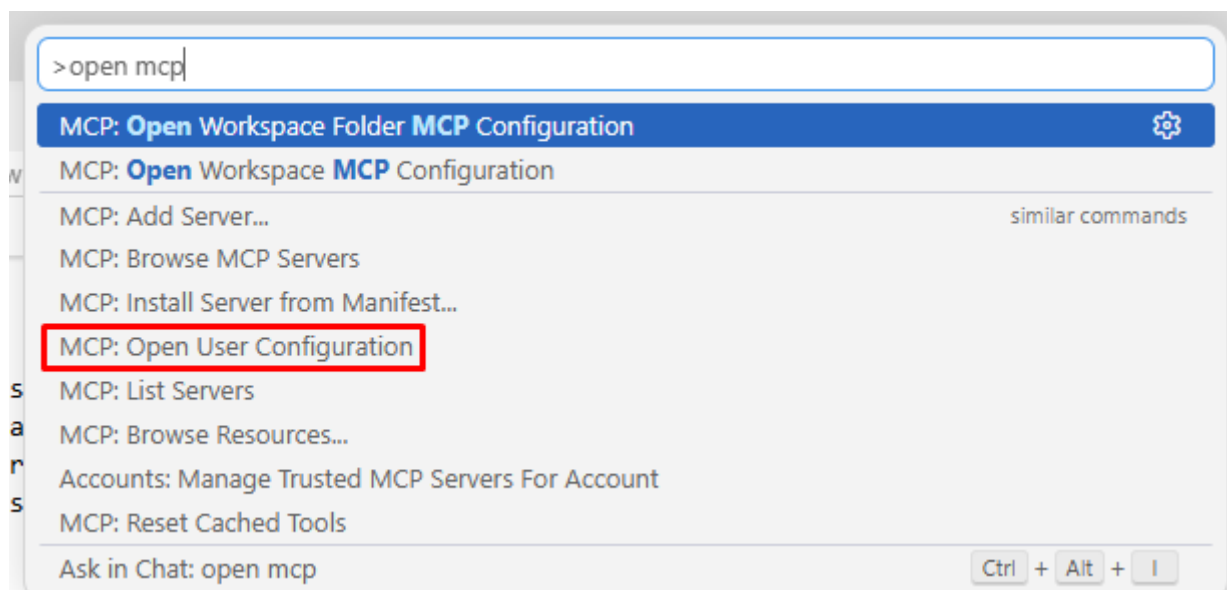 >open mcp
MCP: Open Workspace Folder MCP Configuration
MCP: Open Workspace MCP Configuration
MCP: Add Server... similar commands
MCP: Browse MCP Servers
MCP: Install Server from Manifest...
MCP: Open User Configuration
MCP: List Servers
MCP: Browse Resources...
Accounts: Manage Trusted MCP Servers For Account
MCP: Reset Cached Tools
Ask in Chat: open mcp Ctrl + Alt + I
w
s
a
r
s